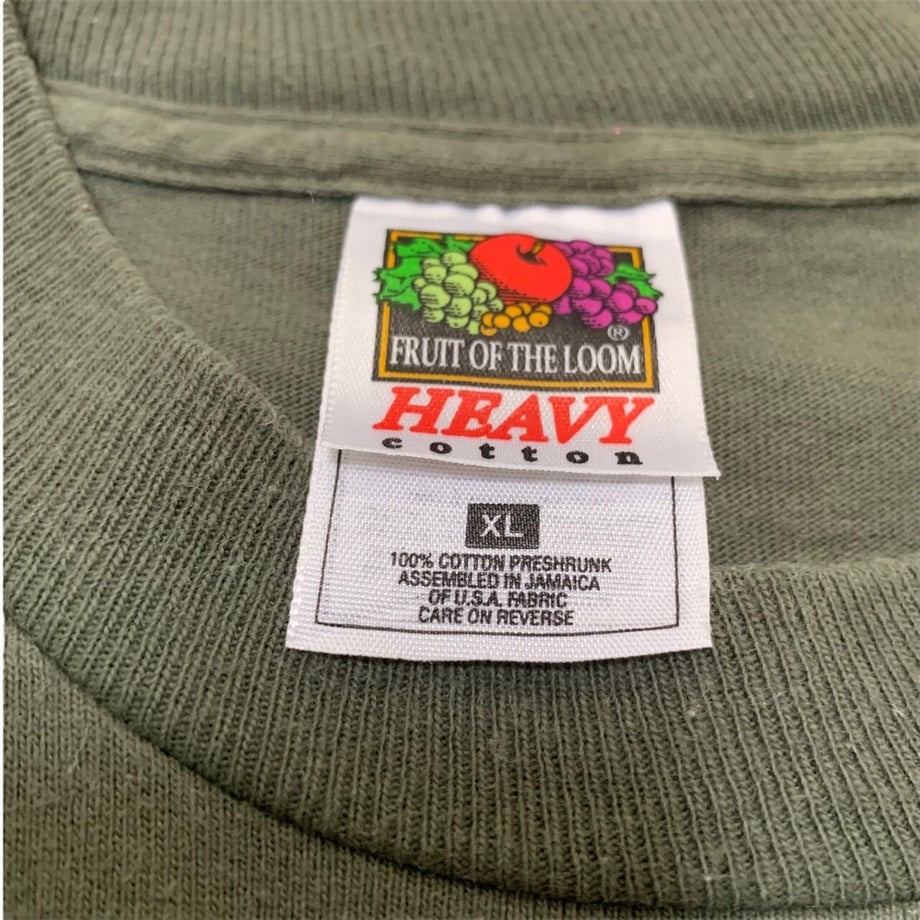 FRUIT OF THE LOOM ®
HEAVY
cotton
XL
100% COTTON PRESHRUNK
ASSEMBLED IN JAMAICA
OF U.S.A. FABRIC
CARE ON REVERSE